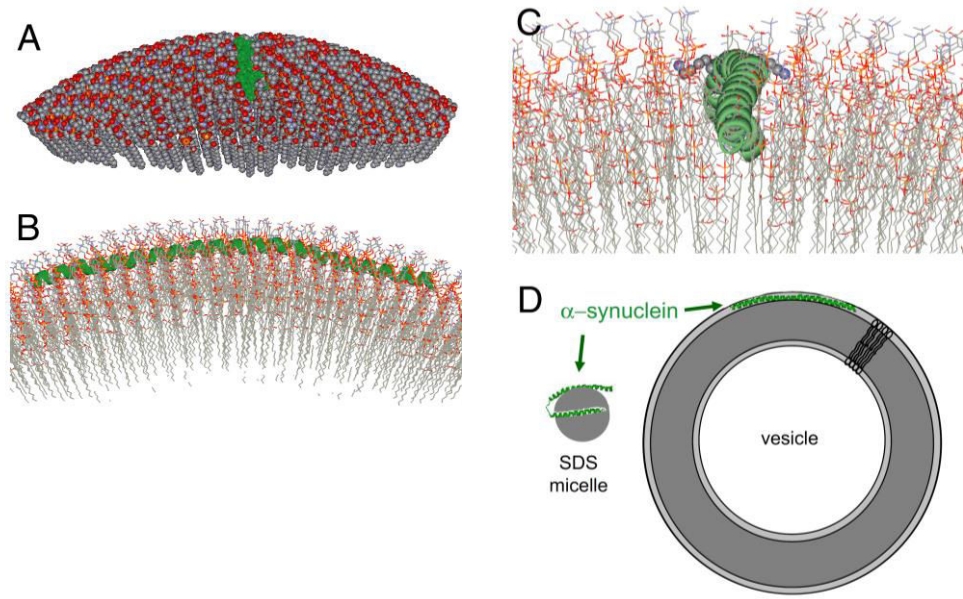 A
B
C
D
α–synuclein
SDS
micelle
vesicle